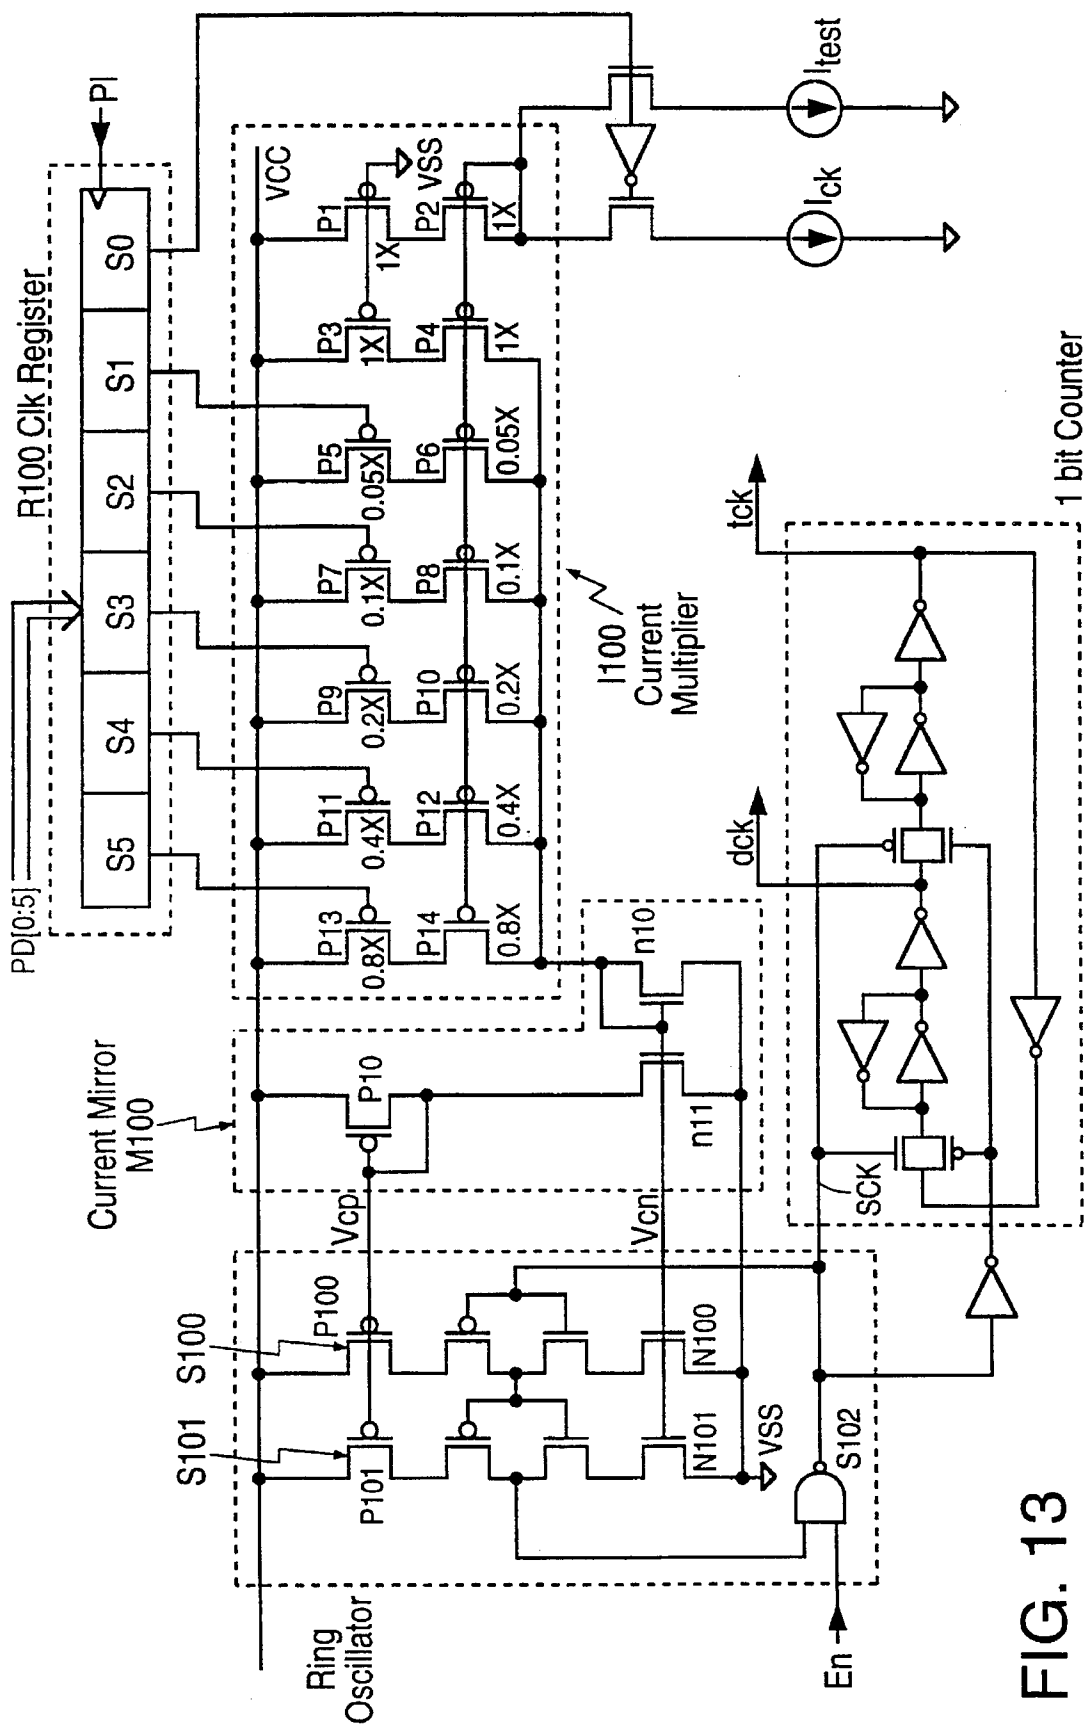 PD[0:5]
R100 Clk Register
PI
S5
S4
S3
S2
S1
S0
VCC
P13
0.8X
P11
0.4X
P9
0.2X
P7
0.1X
P5
0.05X
P3
1X
P1
1X
VSS
P14
0.8X
P12
0.4X
P10
0.2X
P8
0.1X
P6
0.05X
P4
1X
P2
1X
I100
Current
Multiplier
Ick
Itest
Current Mirror
M100
P10
n10
n11
Vcp
Vcn
S101
S100
P101
P100
N101
N100
VSS
S102
Ring
Oscillator
En
SCK
dck
tck
1 bit Counter
FIG. 13